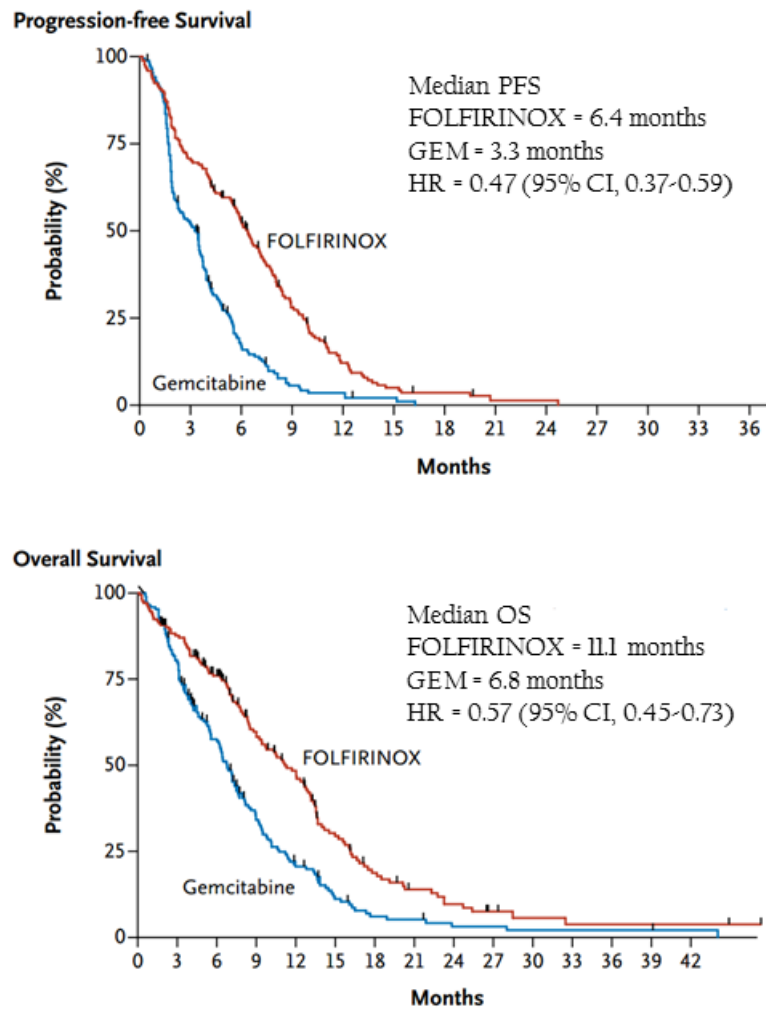 Progression-free Survival
100
75
50
25
0
Probability (%)
Median PFS
FOLFIRINOX = 6.4 months
GEM = 3.3 months
HR = 0.47 (95% CI, 0.37-0.59)
FOLFIRINOX
Gemcitabine
0 3 6 9 12 15 18 21 24 27 30 33 36
Months
Overall Survival
100
75
50
25
0
Probability (%)
Median OS
FOLFIRINOX = 11.1 months
GEM = 6.8 months
HR = 0.57 (95% CI, 0.45-0.73)
FOLFIRINOX
Gemcitabine
0 3 6 9 12 15 18 21 24 27 30 33 36 39 42
Months